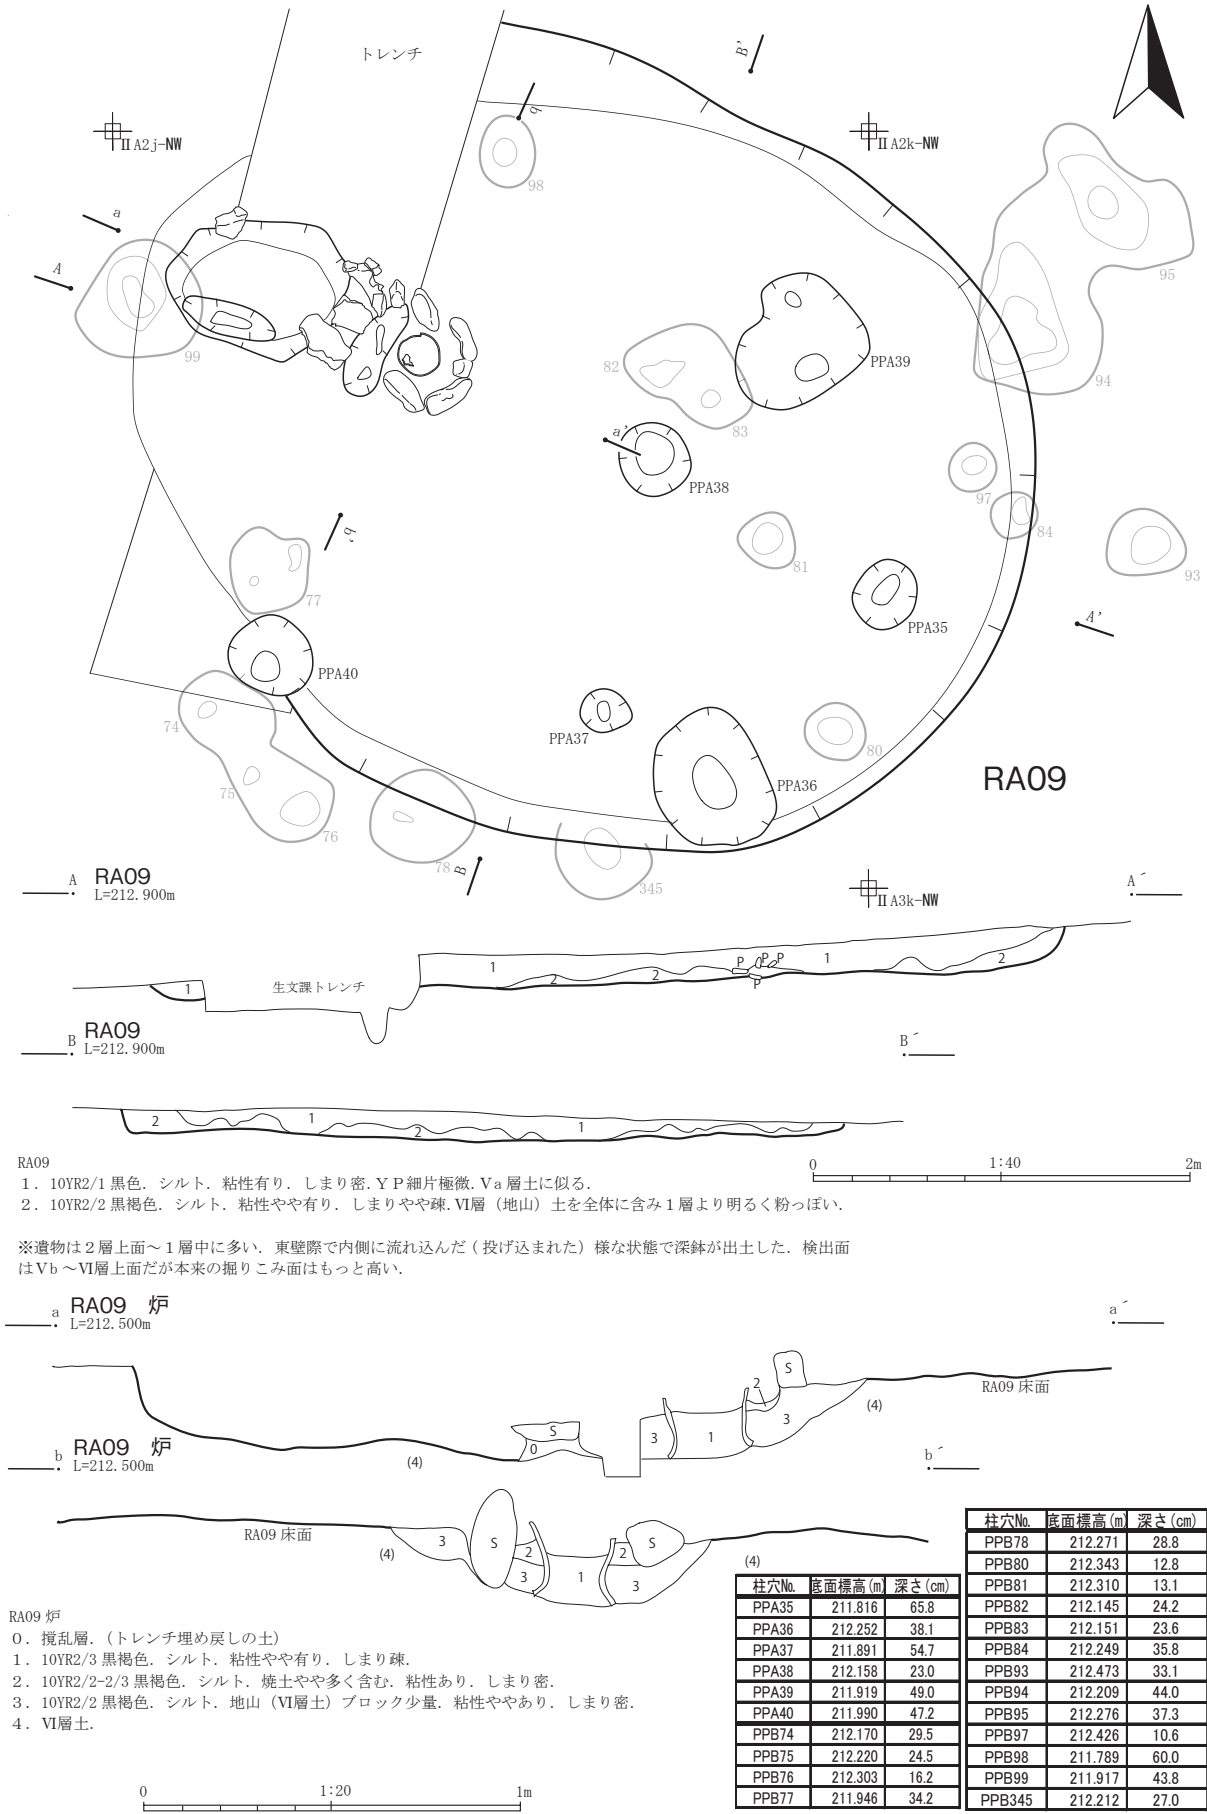 トレンチ
B’
b
ⅡA2j-NW
ⅡA2k-NW
98
a
A
95
99
82
PPA39
94
83
a’
PPA38
97
84
b’
81
93
77
PPA35
A’
PPA40
74
PPA37
80
PPA36
RA09
75
76
78
B
345
ⅡA3k-NW
A RA09
L=212.900m
A´
1
生文課トレンチ
1
2
2
P
P
P
P
1
2
B RA09
L=212.900m
B´
2
1
2
1
RA09
1．10YR2/1 黒色．シルト．粘性有り．しまり密．ＹＰ細片極微．Ⅴa 層土に似る．
2．10YR2/2 黒褐色．シルト．粘性やや有り．しまりやや疎．Ⅵ層（地山）土を全体に含み１層より明るく粉っぽい．
0 1:40 2m
※遺物は２層上面～１層中に多い．東壁際で内側に流れ込んだ（投げ込まれた）様な状態で深鉢が出土した．検出面
はⅤb～Ⅵ層上面だが本来の掘りこみ面はもっと高い．
a RA09 炉
L=212.500m
a´
S
0
S
2
3
1
3
(4)
(4)
RA09 床面
b RA09 炉
L=212.500m
b´
RA09 床面
(4)
3
S
2
3
1
2
S
3
(4)
RA09 炉
0．撹乱層．（トレンチ埋め戻しの土）
1．10YR2/3 黒褐色．シルト．粘性やや有り．しまり疎．
2．10YR2/2-2/3 黒褐色．シルト．焼土やや多く含む．粘性あり．しまり密．
3．10YR2/2 黒褐色．シルト．地山（Ⅵ層土）ブロック少量．粘性ややあり．しまり密．
4．Ⅵ層土．
0 1:20 1m
柱穴No. 底面標高(m) 深さ(cm)
PPA35 211.816 65.8
PPA36 212.252 38.1
PPA37 211.891 54.7
PPA38 212.158 23.0
PPA39 211.919 49.0
PPA40 211.990 47.2
PPB74 212.170 29.5
PPB75 212.220 24.5
PPB76 212.303 16.2
PPB77 211.946 34.2
柱穴No. 底面標高(m) 深さ(cm)
PPB78 212.271 28.8
PPB80 212.343 12.8
PPB81 212.310 13.1
PPB82 212.145 24.2
PPB83 212.151 23.6
PPB84 212.249 35.8
PPB93 212.473 33.1
PPB94 212.209 44.0
PPB95 212.276 37.3
PPB97 212.426 10.6
PPB98 211.789 60.0
PPB99 211.917 43.8
PPB345 212.212 27.0